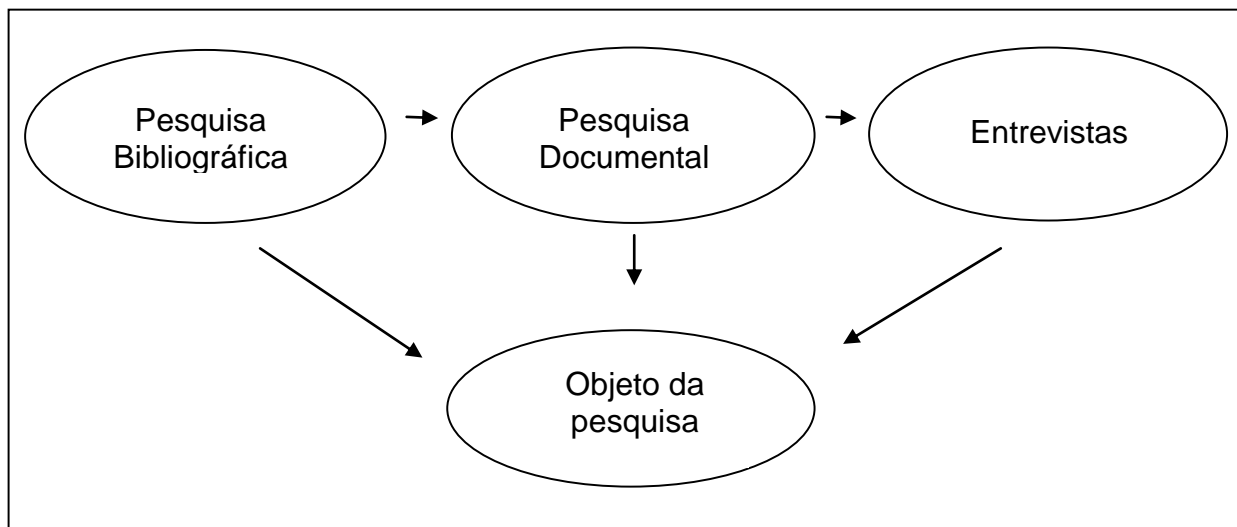 Pesquisa
Bibliográfica
Pesquisa
Documental
Entrevistas
Objeto da
pesquisa